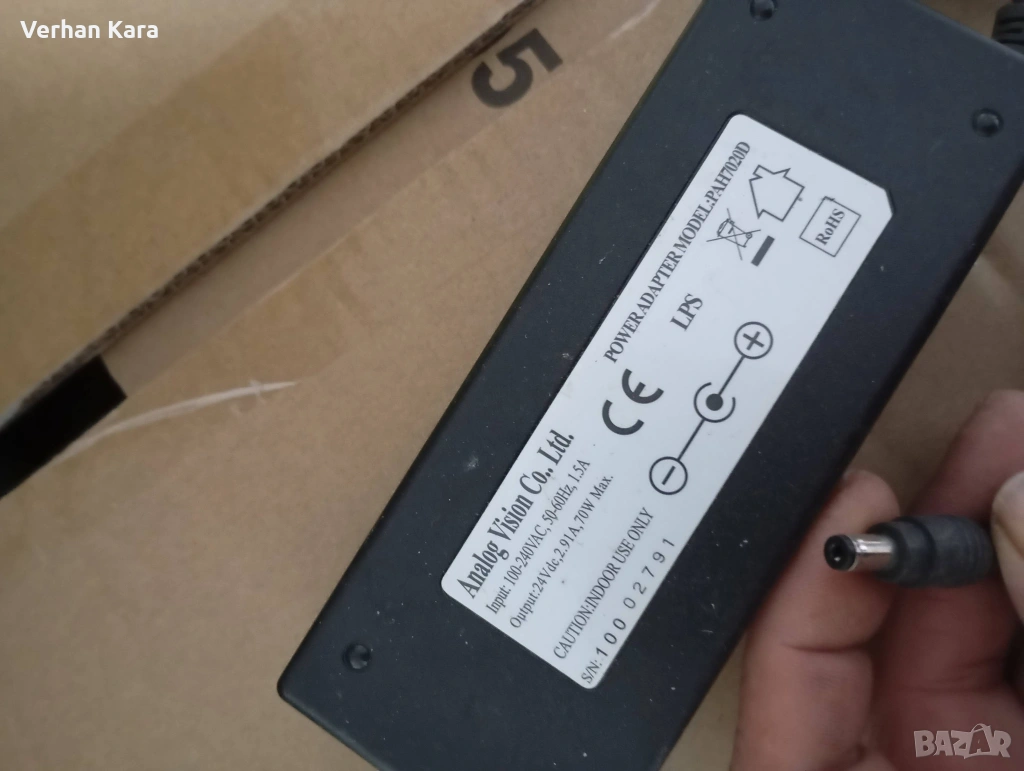 Verhan Kara
5
Analog Vision Co., Ltd.
POWER ADAPTER MODEL:PAH7020D
Input: 100-240VAC, 50-60Hz, 1.5A
Output:24Vdc,2.91A,70W Max.
CE
LPS
RoHS
CAUTION:INDOOR USE ONLY
S/N: 10002791
BAZAR